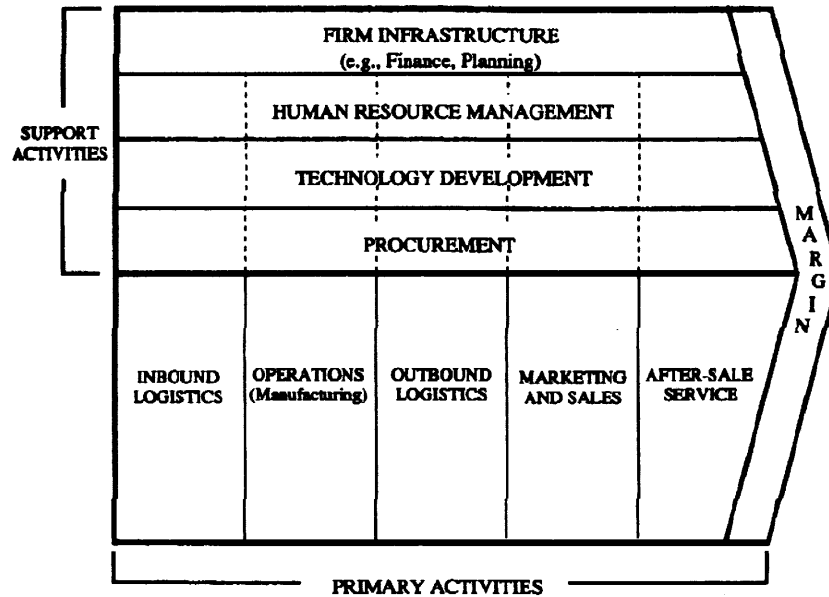 FIRM INFRASTRUCTURE
(e.g., Finance, Planning)
HUMAN RESOURCE MANAGEMENT
SUPPORT
ACTIVITIES
TECHNOLOGY DEVELOPMENT
PROCUREMENT
MARGIN
INBOUND
LOGISTICS
OPERATIONS
(Manufacturing)
OUTBOUND
LOGISTICS
MARKETING
AND SALES
AFTER-SALE
SERVICE
PRIMARY ACTIVITIES